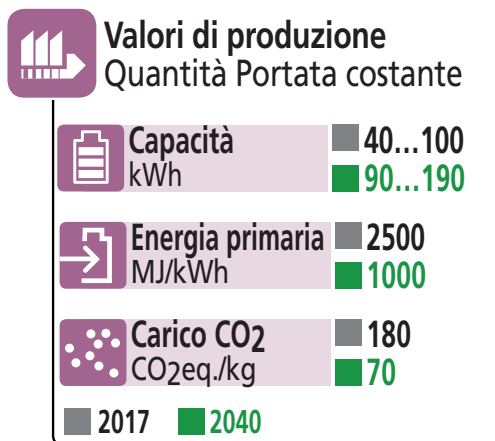 Valori di produzione
Quantità Portata costante
Capacità 40...100
kWh 90...190
Energia primaria 2500
MJ/kWh 1000
Carico CO2 180
CO2eq./kg 70
2017 2040